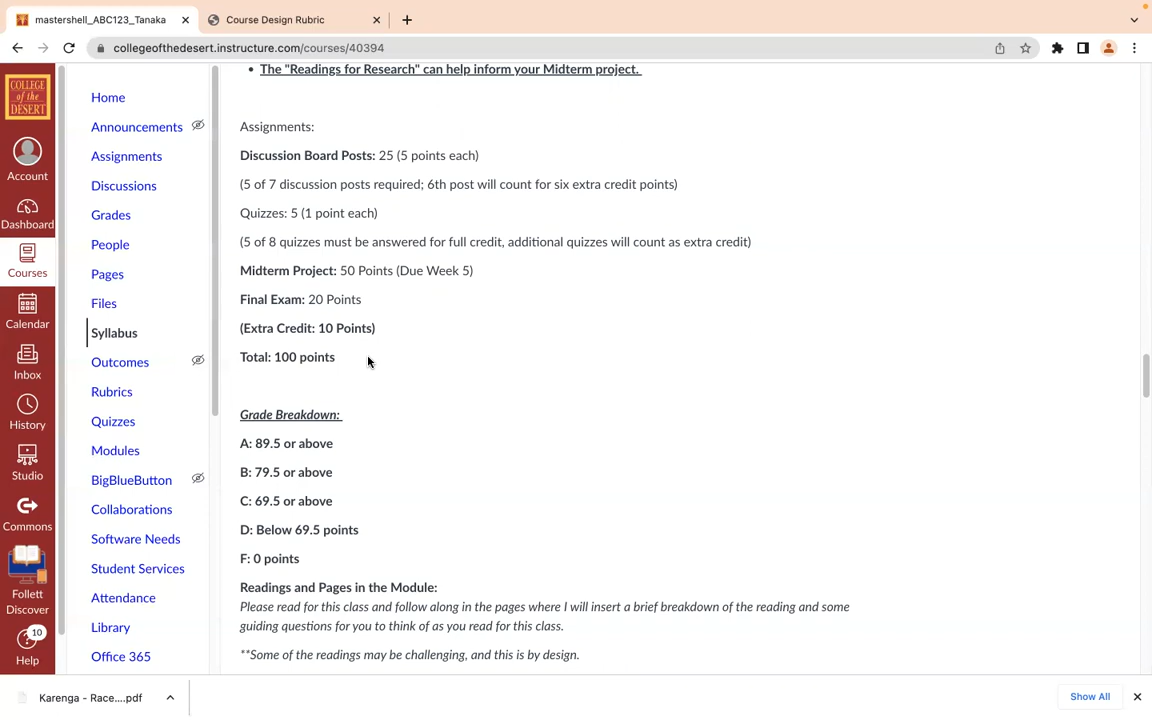 mastershell_ABC123_Tanaka
Course Design Rubric
collegeofthedesert.instructure.com/courses/40394
COLLEGE
of the
DESERT
Account
Dashboard
Courses
Calendar
Inbox
History
Studio
Commons
Follett
Discover
10
Help
Home
Announcements
Assignments
Discussions
Grades
People
Pages
Files
Syllabus
Outcomes
Rubrics
Quizzes
Modules
BigBlueButton
Collaborations
Software Needs
Student Services
Attendance
Library
Office 365
• The "Readings for Research" can help inform your Midterm project.
Assignments:
Discussion Board Posts: 25 (5 points each)
(5 of 7 discussion posts required; 6th post will count for six extra credit points)
Quizzes: 5 (1 point each)
(5 of 8 quizzes must be answered for full credit, additional quizzes will count as extra credit)
Midterm Project: 50 Points (Due Week 5)
Final Exam: 20 Points
(Extra Credit: 10 Points)
Total: 100 points
Grade Breakdown:
A: 89.5 or above
B: 79.5 or above
C: 69.5 or above
D: Below 69.5 points
F: 0 points
Readings and Pages in the Module:
Please read for this class and follow along in the pages where I will insert a brief breakdown of the reading and some
guiding questions for you to think of as you read for this class.
**Some of the readings may be challenging, and this is by design.
Karenga - Race....pdf
Show All